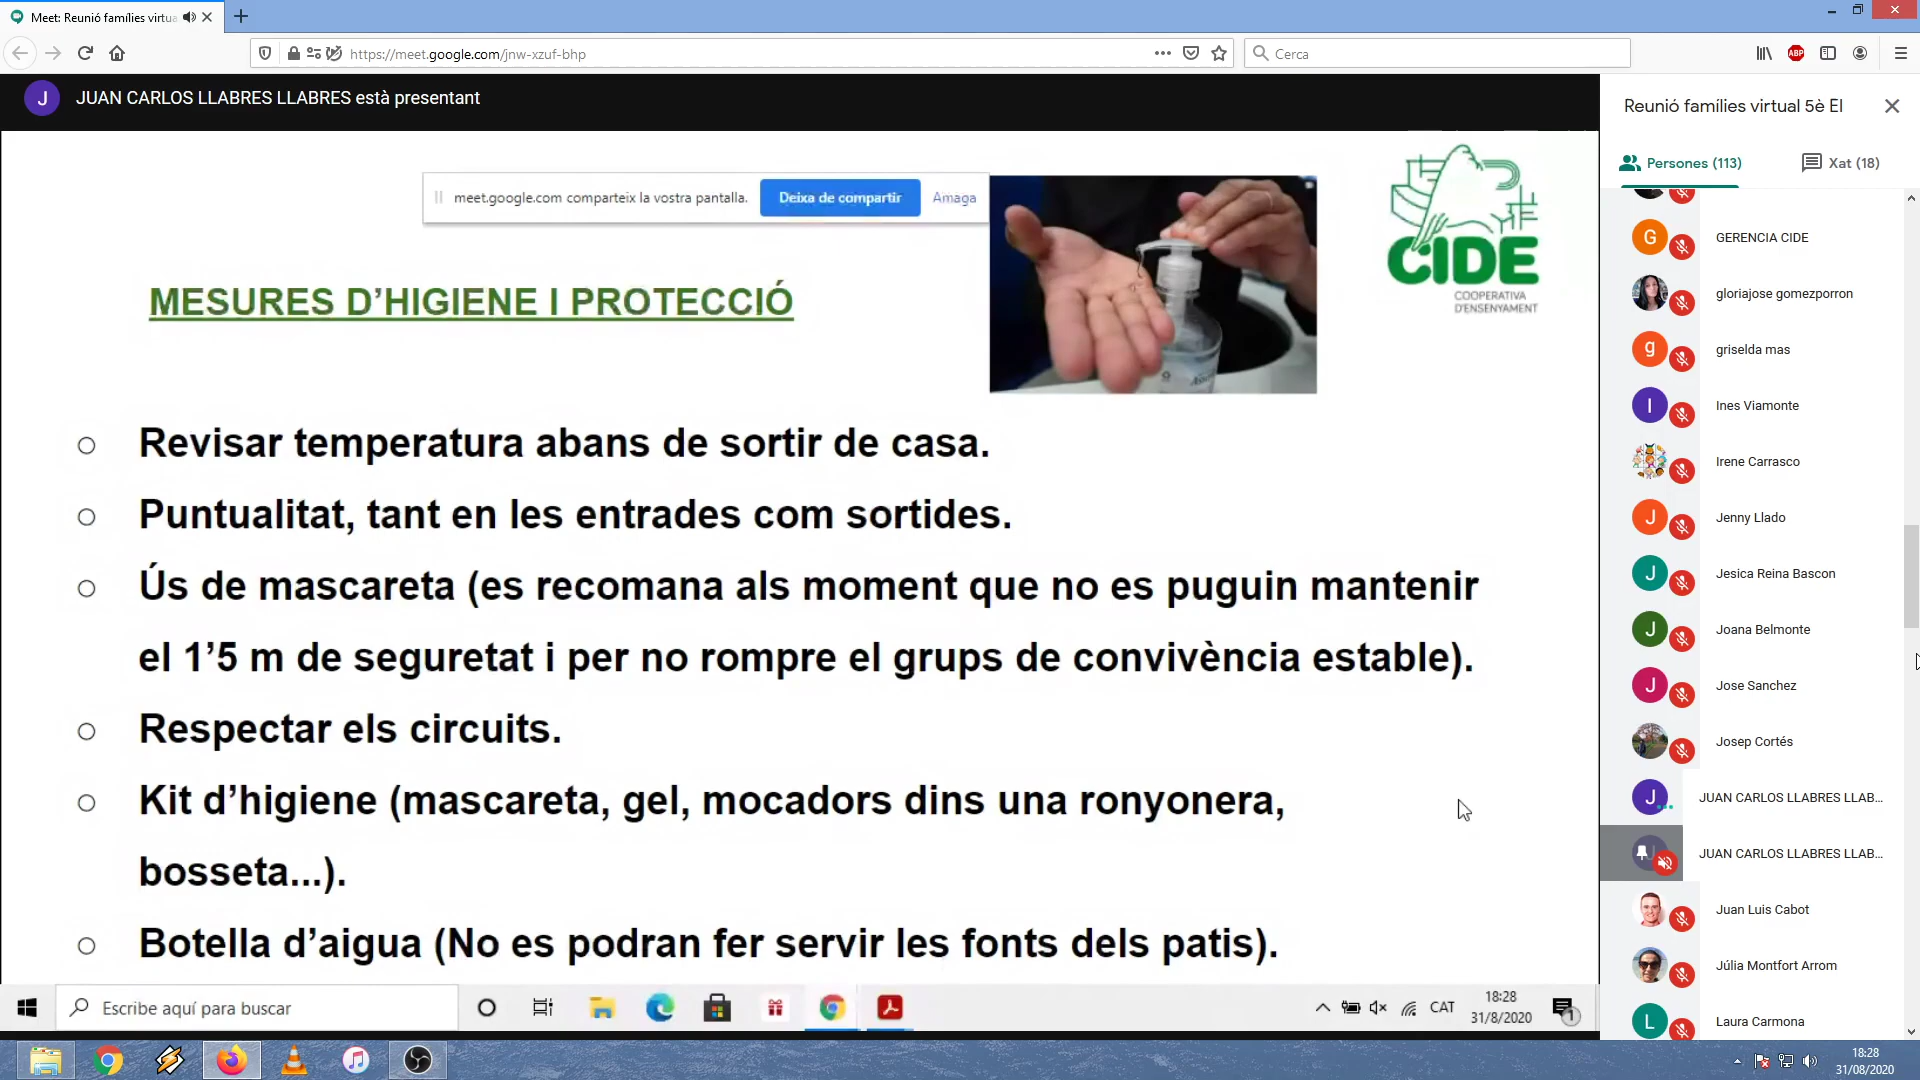 Meet: Reunió famílies virtua
https://meet.google.com/jnw-xzuf-bhp
Cerca
ABP
J
JUAN CARLOS LLABRES LLABRES està presentant
meet.google.com comparteix la vostra pantalla.
Deixa de compartir
Amaga
CIDE
COOPERATIVA
D'ENSENYAMENT
MESURES D’HIGIENE I PROTECCIÓ
Revisar temperatura abans de sortir de casa.
Puntualitat, tant en les entrades com sortides.
Ús de mascareta (es recomana als moment que no es puguin mantenir
el 1’5 m de seguretat i per no rompre el grups de convivència estable).
Respectar els circuits.
Kit d’higiene (mascareta, gel, mocadors dins una ronyonera,
bosseta...).
Botella d’aigua (No es podran fer servir les fonts dels patis).
Escribe aquí para buscar
CAT
18:28
31/8/2020
1
Reunió famílies virtual 5è EI
Persones (113)
Xat (18)
G
GERENCIA CIDE
gloriajose gomezporron
g
griselda mas
I
Ines Viamonte
Irene Carrasco
J
Jenny Llado
J
Jesica Reina Bascon
J
Joana Belmonte
J
Jose Sanchez
Josep Cortés
J
JUAN CARLOS LLABRES LLAB...
JUAN CARLOS LLABRES LLAB...
Juan Luis Cabot
Júlia Montfort Arrom
L
Laura Carmona
18:28
31/08/2020